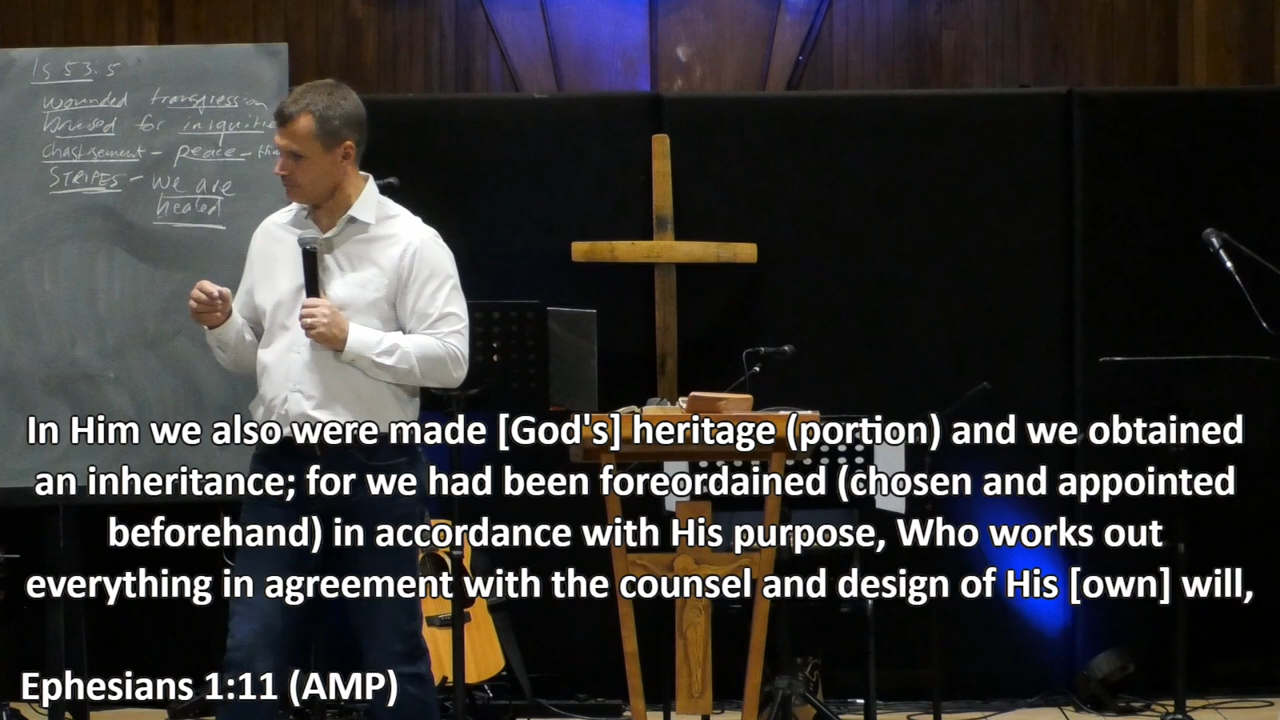 Is 53:5
wounded transgression
bruised for iniquitie
chastisement - peace -
STRIPES - we are
healed
In Him we also were made [God's] heritage (portion) and we obtained
an inheritance; for we had been foreordained (chosen and appointed
beforehand) in accordance with His purpose, Who works out
everything in agreement with the counsel and design of His [own] will,
Ephesians 1:11 (AMP)